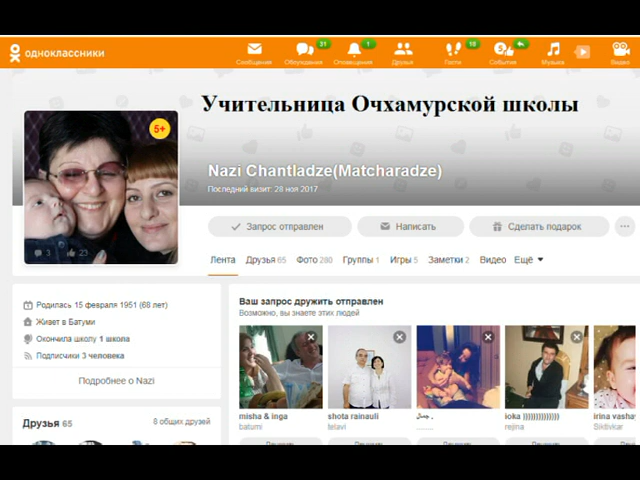 одноклассники
31
1
18
5
Сообщения Обсуждения Оповещения Друзья Гости События Музыка Видео
Учительница Очхамурской школы
5+
Nazi Chantladze(Matcharadze)
Последний визит: 28 ноя 2017
3 23
Запрос отправлен
Написать
Сделать подарок
Лента Друзья 65 Фото 280 Группы 1 Игры 5 Заметки 2 Видео Ещё
Родилась 15 февраля 1951 (68 лет)
Живет в Батуми
Окончила школу 1 школа
Подписчики 3 человека
Подробнее о Nazi
Друзья 65
8 общих друзей
Ваш запрос дружить отправлен
Возможно, вы знаете этих людей
misha & inga
batumi
shota rainauli
telavi
rejina
irina vasha